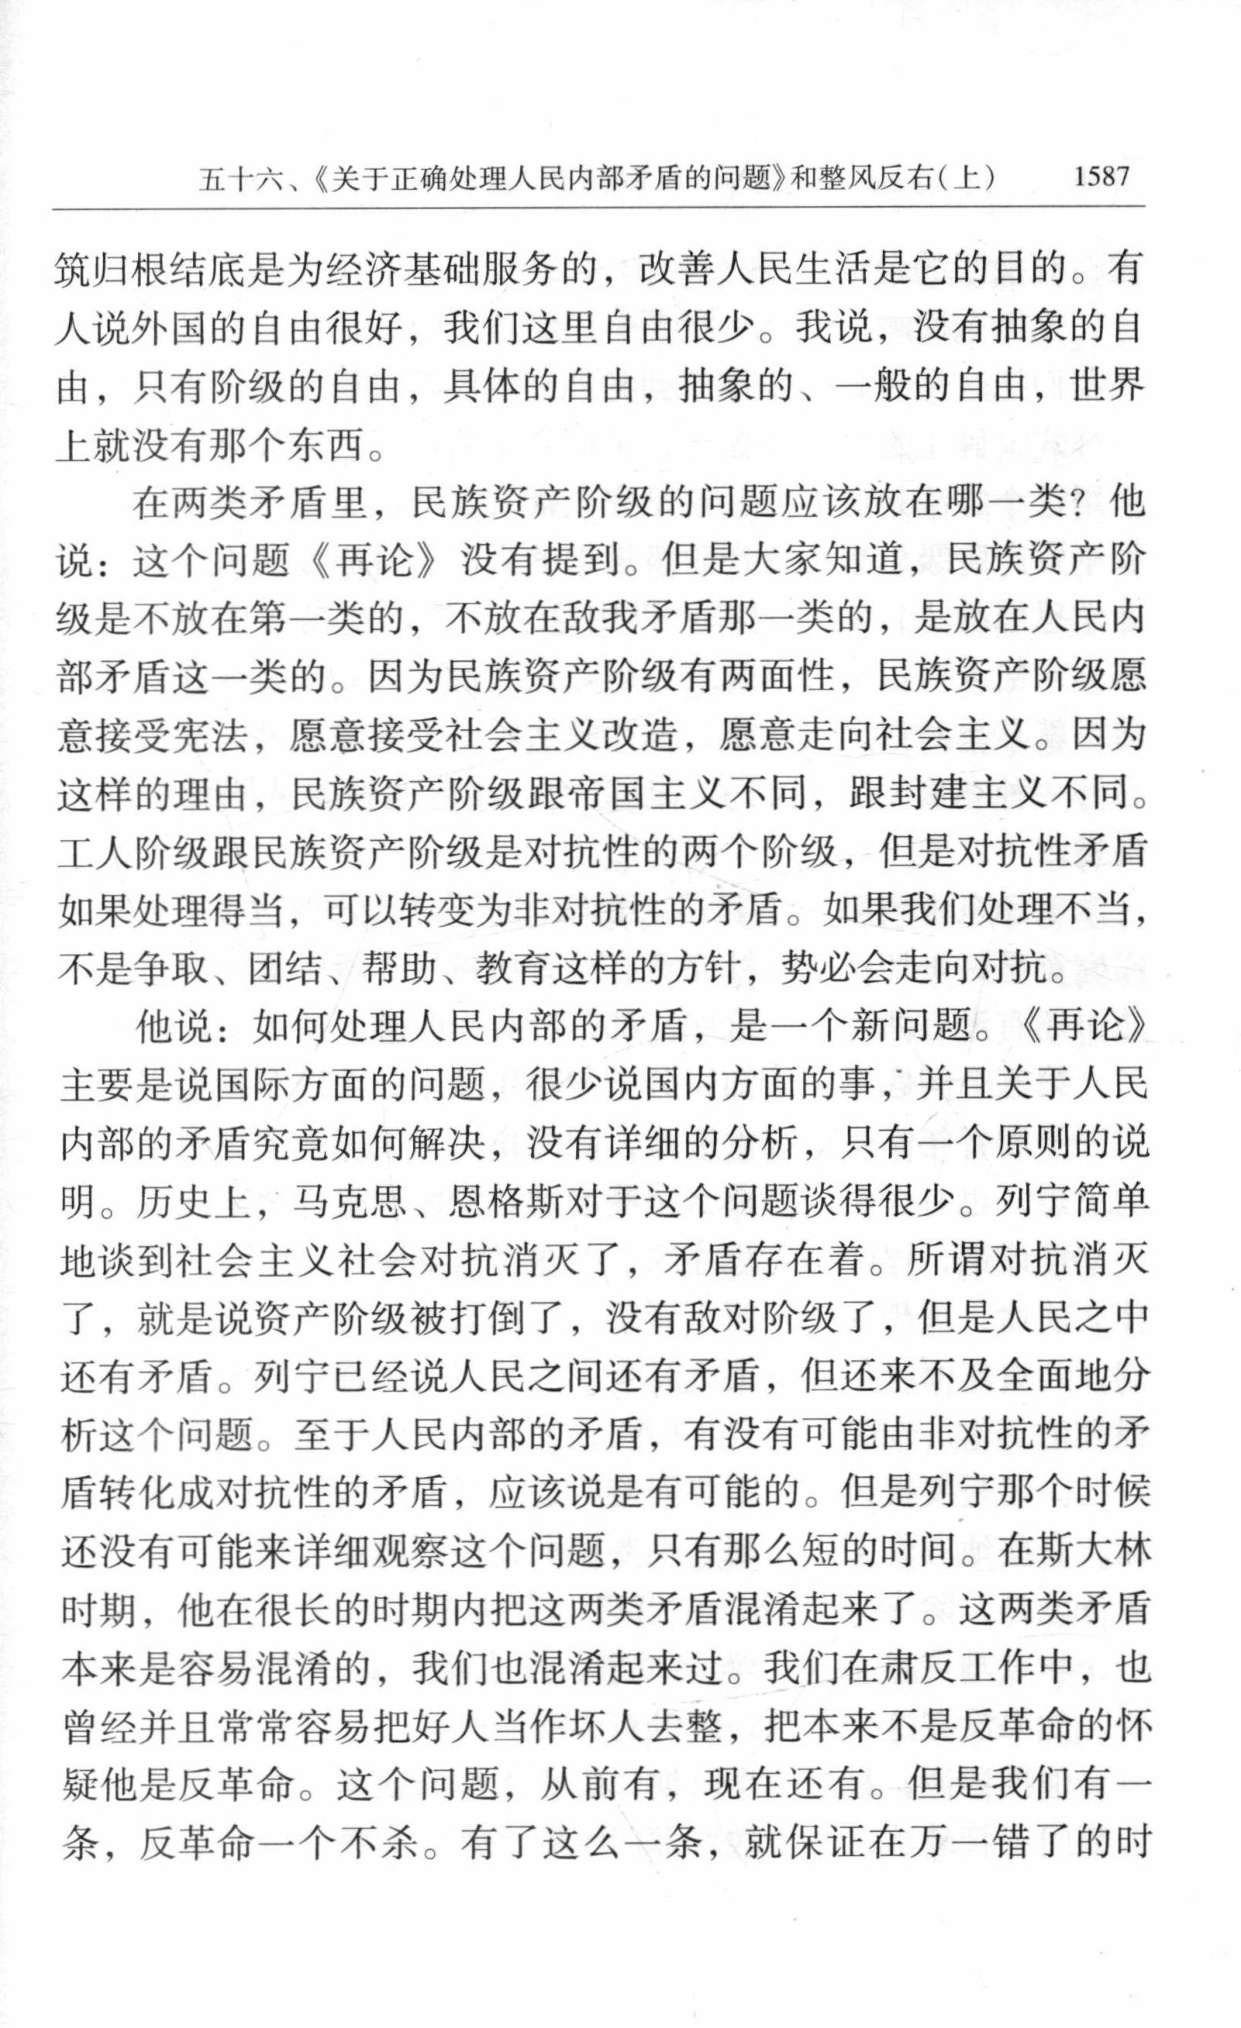 五十六、《关于正确处理人民内部矛盾的问题》和整风反右（上） 1587
筑归根结底是为经济基础服务的，改善人民生活是它的目的。有
人说外国的自由很好，我们这里自由很少。我说，没有抽象的自
由，只有阶级的自由，具体的自由，抽象的、一般的自由，世界
上就没有那个东西。
在两类矛盾里，民族资产阶级的问题应该放在哪一类？他
说：这个问题《再论》没有提到。但是大家知道，民族资产阶
级是不放在第一类的，不放在敌我矛盾那一类的，是放在人民内
部矛盾这一类的。因为民族资产阶级有两面性，民族资产阶级愿
意接受宪法，愿意接受社会主义改造，愿意走向社会主义。因为
这样的理由，民族资产阶级跟帝国主义不同，跟封建主义不同。
工人阶级跟民族资产阶级是对抗性的两个阶级，但是对抗性矛盾
如果处理得当，可以转变为非对抗性的矛盾。如果我们处理不当，
不是争取、团结、帮助、教育这样的方针，势必会走向对抗。
他说：如何处理人民内部的矛盾，是一个新问题。《再论》
主要是说国际方面的问题，很少说国内方面的事，并且关于人民
内部的矛盾究竟如何解决，没有详细的分析，只有一个原则的说
明。历史上，马克思、恩格斯对于这个问题谈得很少。列宁简单
地谈到社会主义社会对抗消灭了，矛盾存在着。所谓对抗消灭
了，就是说资产阶级被打倒了，没有敌对阶级了，但是人民之中
还有矛盾。列宁已经说人民之间还有矛盾，但还来不及全面地分
析这个问题。至于人民内部的矛盾，有没有可能由非对抗性的矛
盾转化成对抗性的矛盾，应该说是有可能的。但是列宁那个时候
还没有可能来详细观察这个问题，只有那么短的时间。在斯大林
时期，他在很长的时期内把这两类矛盾混淆起来了。这两类矛盾
本来是容易混淆的，我们也混淆起来过。我们在肃反工作中，也
曾经并且常常容易把好人当作坏人去整，把本来不是反革命的怀
疑他是反革命。这个问题，从前有，现在还有。但是我们有一
条，反革命一个不杀。有了这么一条，就保证在万一错了的时